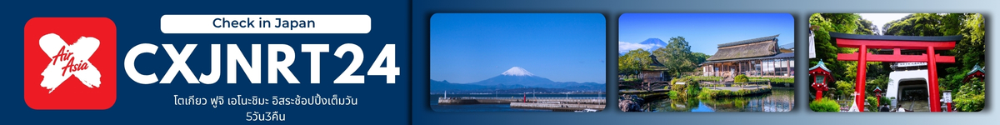 Check in Japan
Air
Asia
CXJNRT24
โตเกียว ฟูจิ เอโนะชิมะ อิสระช้อปปิ้งเต็มวัน
5วัน3คืน